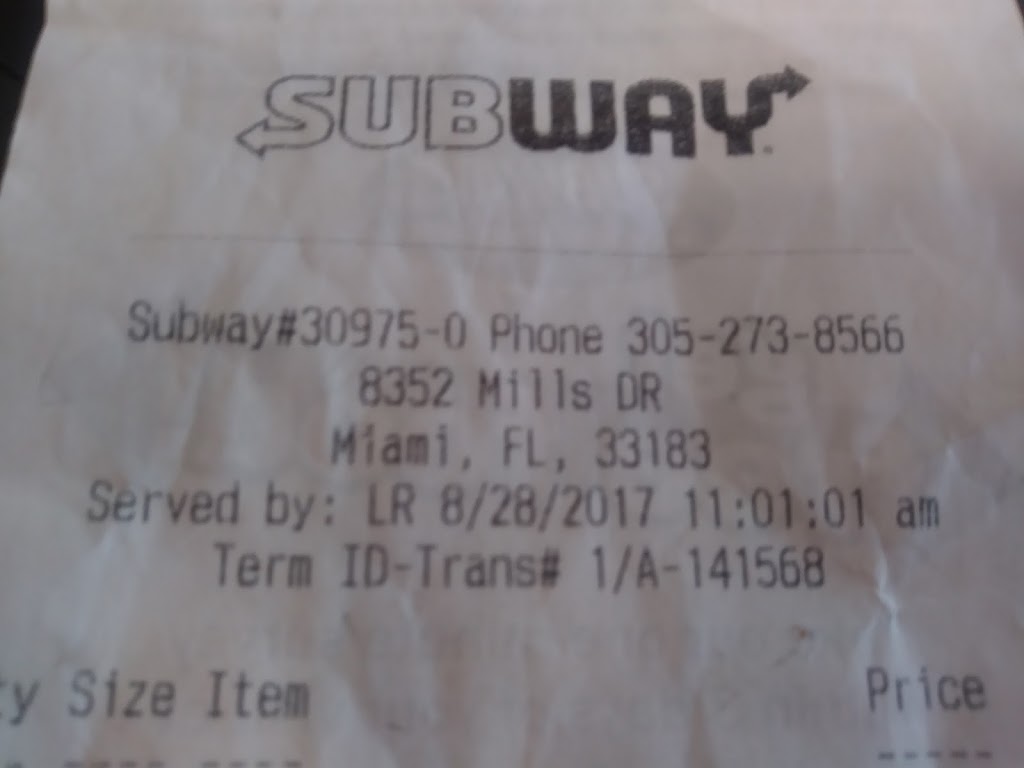 SUBWAY
Subway#30975-0 Phone 305-273-8566
8352 Mills DR
Miami, FL, 33183
Served by: LR 8/28/2017 11:01:01 am
Term ID-Trans# 1/A-141568
ty Size Item Price